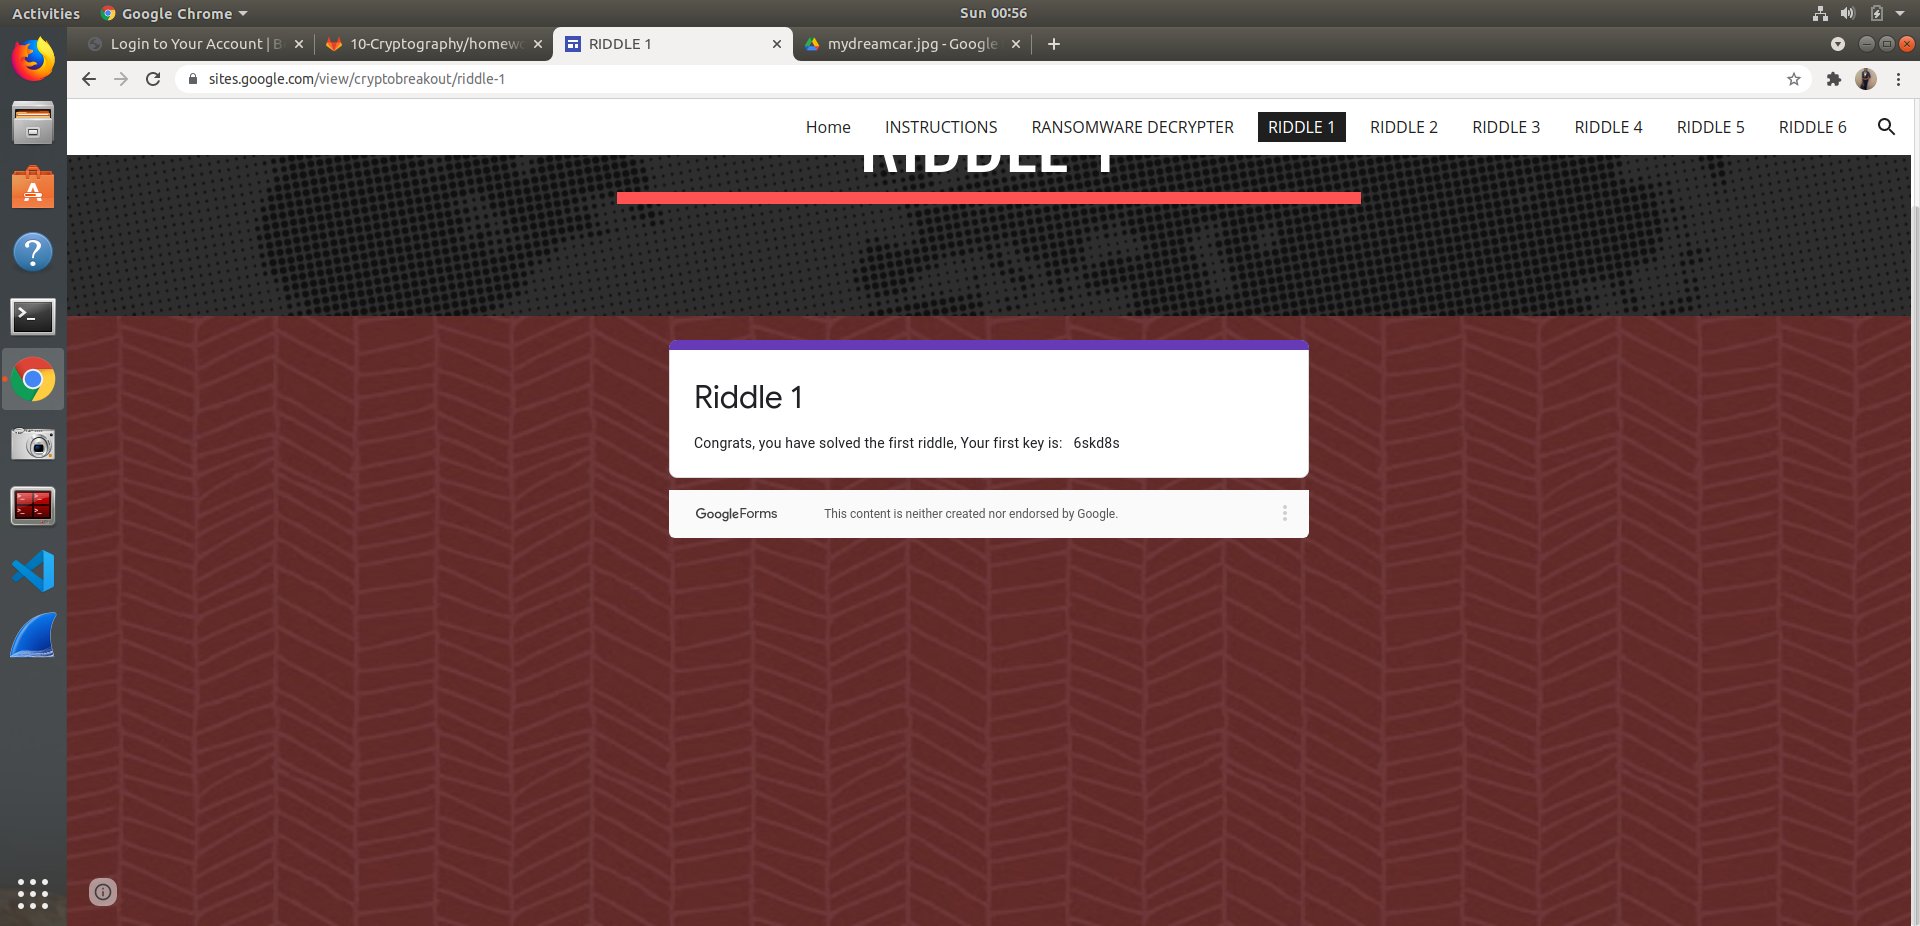 Activities
Google Chrome
Sun 00:56
Login to Your Account | B
10-Cryptography/homew
RIDDLE 1
mydreamcar.jpg - Google
sites.google.com/view/cryptobreakout/riddle-1
Home
INSTRUCTIONS
RANSOMWARE DECRYPTER
RIDDLE 1
RIDDLE 2
RIDDLE 3
RIDDLE 4
RIDDLE 5
RIDDLE 6
RIDDLE 1
Riddle 1
Congrats, you have solved the first riddle, Your first key is: 6skd8s
GoogleForms
This content is neither created nor endorsed by Google.